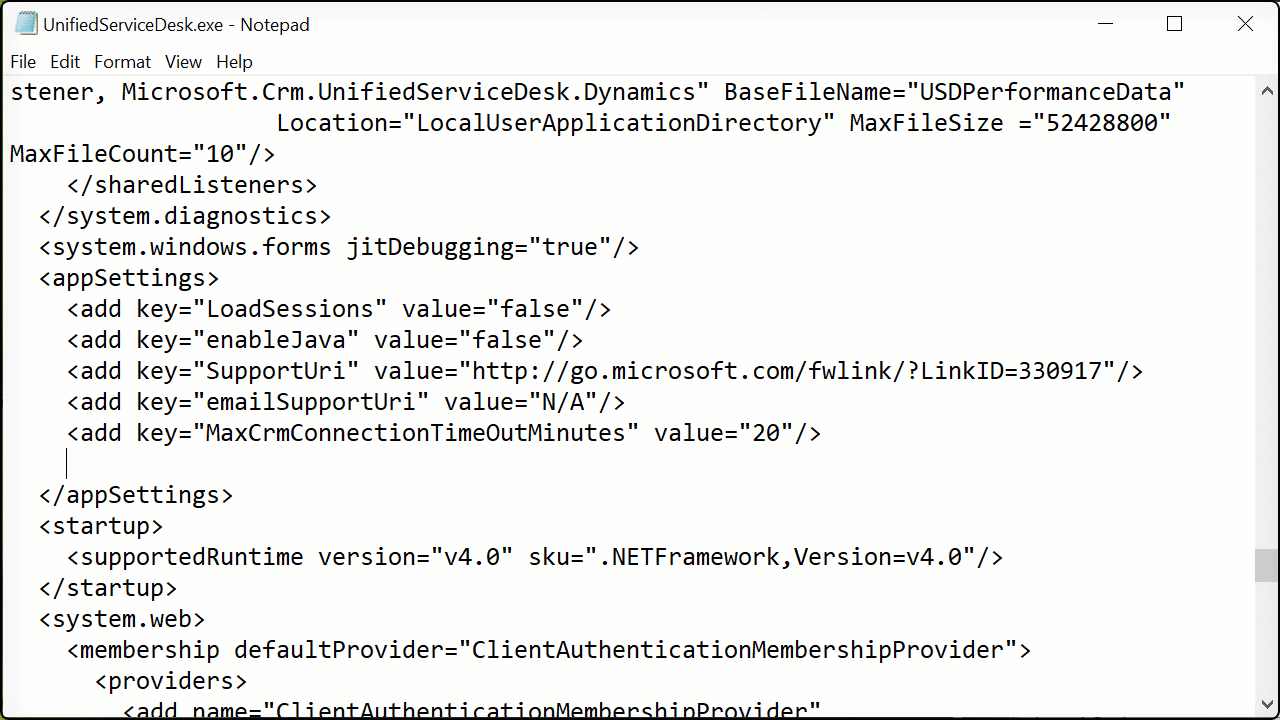 UnifiedServiceDesk.exe - Notepad
File Edit Format View Help
stener, Microsoft.Crm.UnifiedServiceDesk.Dynamics" BaseFileName="USDPerformanceData"
Location="LocalUserApplicationDirectory" MaxFileSize ="52428800"
MaxFileCount="10"/>
</sharedListeners>
</system.diagnostics>
<system.windows.forms jitDebugging="true"/>
<appSettings>
<add key="LoadSessions" value="false"/>
<add key="enableJava" value="false"/>
<add key="SupportUri" value="http://go.microsoft.com/fwlink/?LinkID=330917"/>
<add key="emailSupportUri" value="N/A"/>
<add key="MaxCrmConnectionTimeOutMinutes" value="20"/>
</appSettings>
<startup>
<supportedRuntime version="v4.0" sku=".NETFramework,Version=v4.0"/>
</startup>
<system.web>
<membership defaultProvider="ClientAuthenticationMembershipProvider">
<providers>
<add name="ClientAuthenticationMembershipProvider"